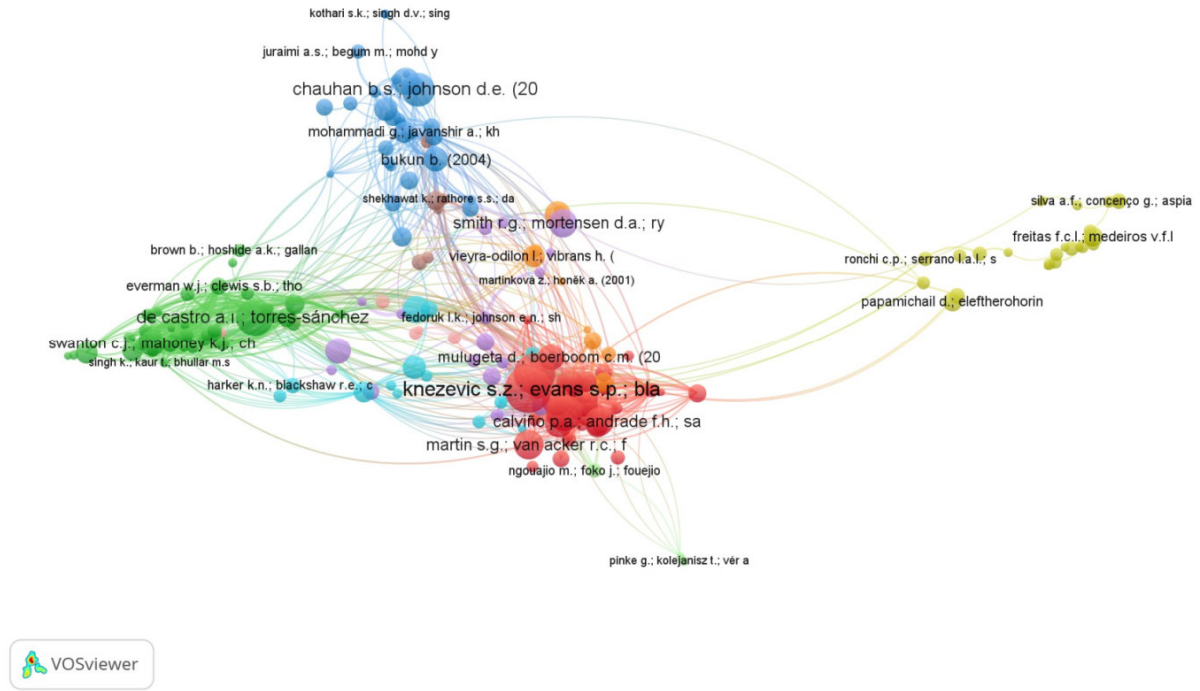 kothari s.k.; singh d.v.; sing
juraimi a.s.; begum m.; mohd y
chauhan b.s.; johnson d.e. (20
mohammadi g.; javanshir a.; kh
bukun b. (2004)
shekhawat k.; rathore s.s.; da
silva a.f.; concenço g.; aspia
smith r.g.; mortensen d.a.; ry
freitas f.c.l.; medeiros v.f.l
brown b.; hoshide a.k.; gallan
vieyra-odilon l.; vibrans h. (
ronchi c.p.; serrano l.a.l.; s
martinkova z.; honěk a. (2001)
everman w.j.; clewis s.b.; tho
papamichail d.; eleftherohorin
de castro a.i.; torres-sánchez
fedoruk l.k.; johnson e.n.; sh
swanton c.j.; mahoney k.j.; ch
mulugeta d.; boerboom c.m. (20
singh k.; kaur t.; bhullar m.s
harker k.n.; blackshaw r.e.; c
knezevic s.z.; evans s.p.; bla
calviño p.a.; andrade f.h.; sa
martin s.g.; van acker r.c.; f
ngouajio m.; foko j.; fouejio
pinke g.; kolejanisz t.; vér a
VOSviewer